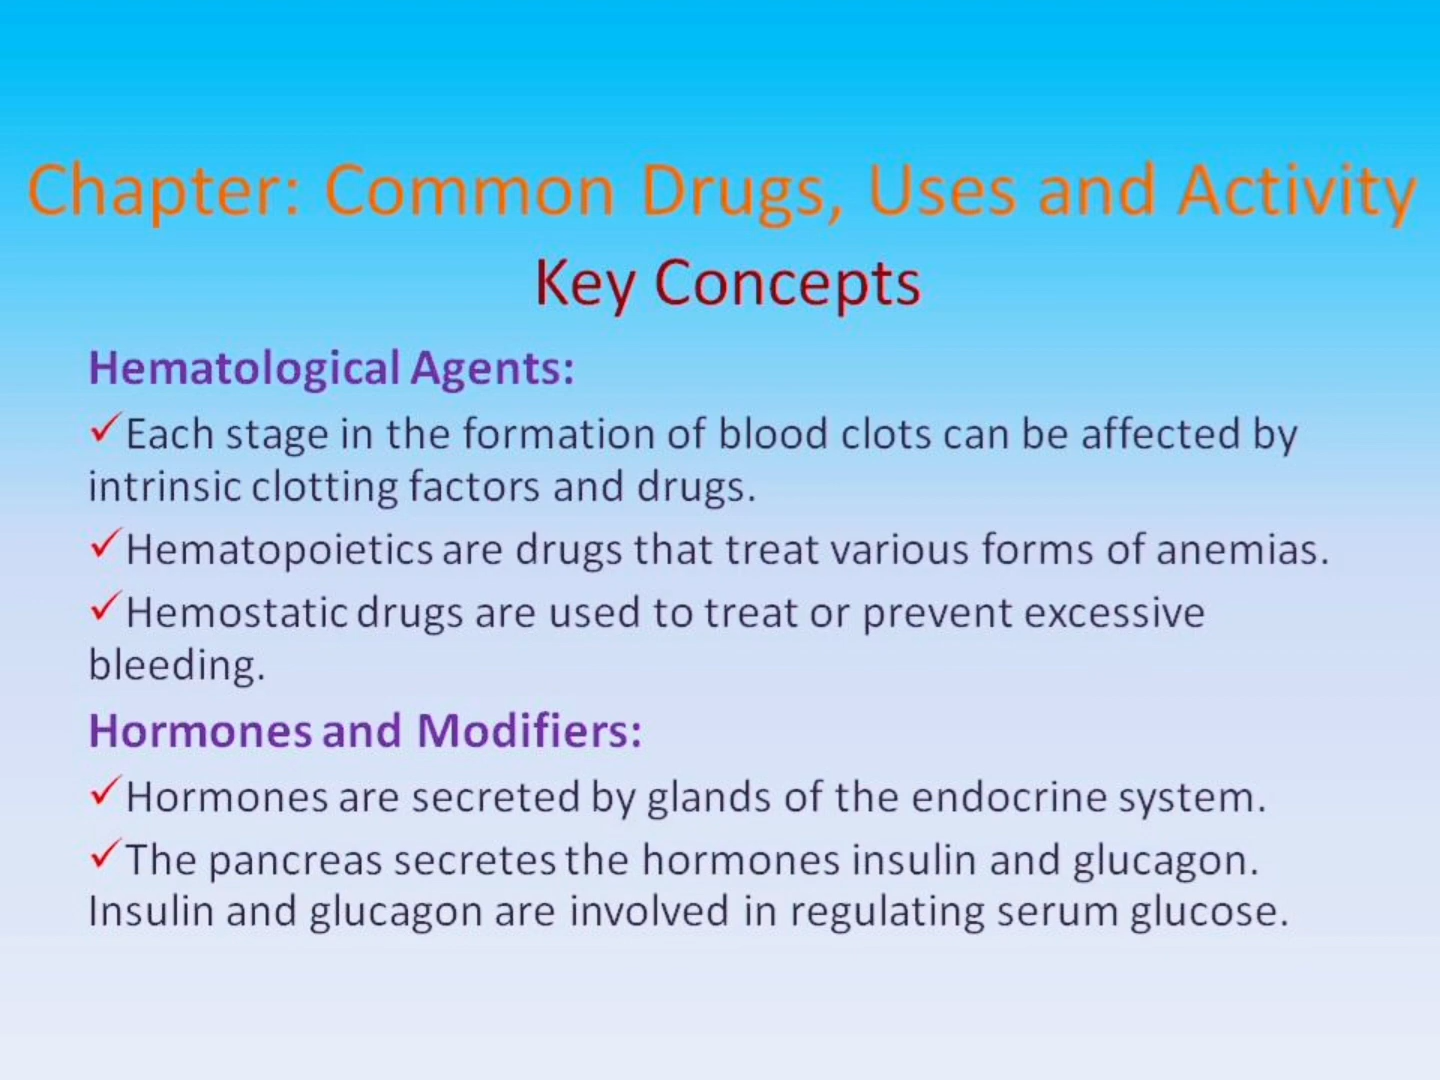 Chapter: Common Drugs, Uses and Activity
Key Concepts
Hematological Agents:
✓Each stage in the formation of blood clots can be affected by
intrinsic clotting factors and drugs.
✓Hematopoietics are drugs that treat various forms of anemias.
✓Hemostatic drugs are used to treat or prevent excessive
bleeding.
Hormones and Modifiers:
✓Hormones are secreted by glands of the endocrine system.
✓The pancreas secretes the hormones insulin and glucagon.
Insulin and glucagon are involved in regulating serum glucose.